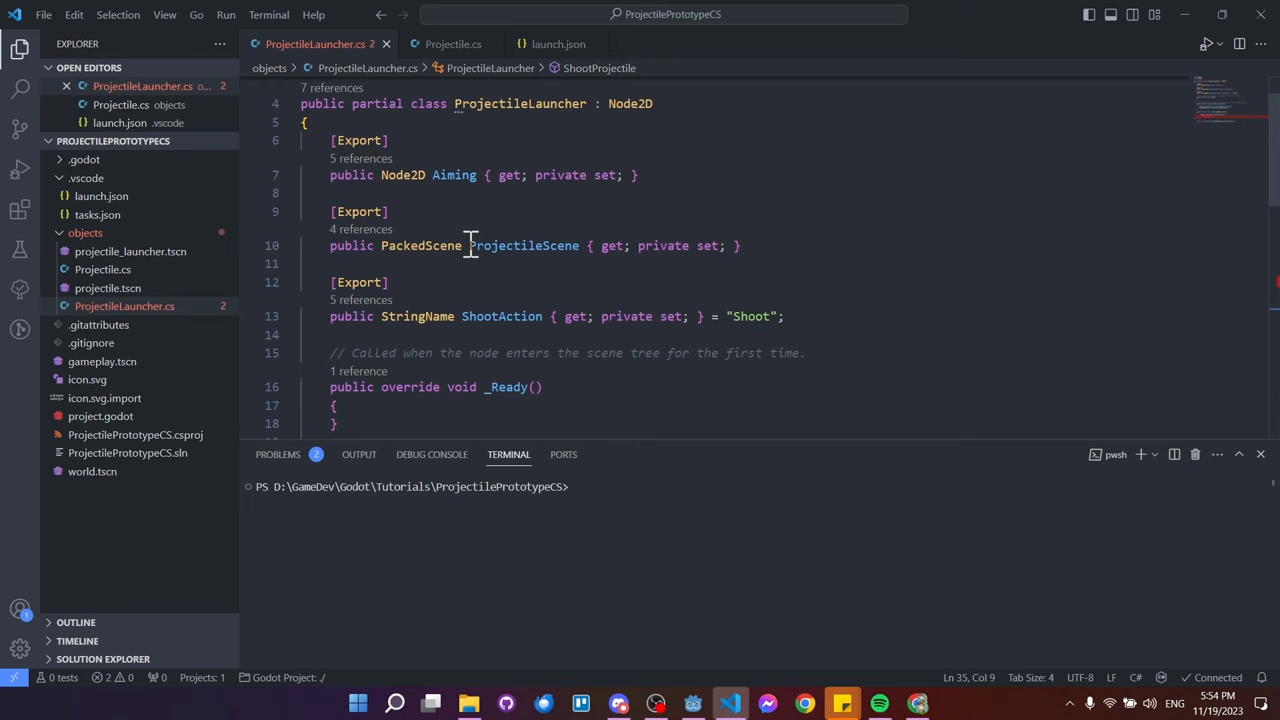 File Edit Selection View Go Run Terminal Help
ProjectilePrototypeCS
EXPLORER
OPEN EDITORS
ProjectileLauncher.cs o... 2
Projectile.cs objects
launch.json .vscode
PROJECTILEPROTOTYPECS
.godot
.vscode
launch.json
tasks.json
objects
projectile_launcher.tscn
Projectile.cs
projectile.tscn
ProjectileLauncher.cs 2
.gitattributes
.gitignore
gameplay.tscn
icon.svg
icon.svg.import
project.godot
ProjectilePrototypeCS.csproj
ProjectilePrototypeCS.sln
world.tscn
OUTLINE
TIMELINE
SOLUTION EXPLORER
ProjectileLauncher.cs 2 Projectile.cs launch.json
objects > ProjectileLauncher.cs > ProjectileLauncher > ShootProjectile
7 references
4 public partial class ProjectileLauncher : Node2D
5 {
6 [Export]
5 references
7 public Node2D Aiming { get; private set; }
8
9 [Export]
4 references
10 public PackedScene ProjectileScene { get; private set; }
11
12 [Export]
5 references
13 public StringName ShootAction { get; private set; } = "Shoot";
14
15 // Called when the node enters the scene tree for the first time.
1 reference
16 public override void _Ready()
17 {
18 }
PROBLEMS 2 OUTPUT DEBUG CONSOLE TERMINAL PORTS
pwsh
PS D:\GameDev\Godot\Tutorials\ProjectilePrototypeCS>
1
0 tests 2 0 0 Projects: 1 Godot Project: ./ Ln 35, Col 9 Tab Size: 4 UTF-8 LF C# Connected
5:54 PM
11/19/2023